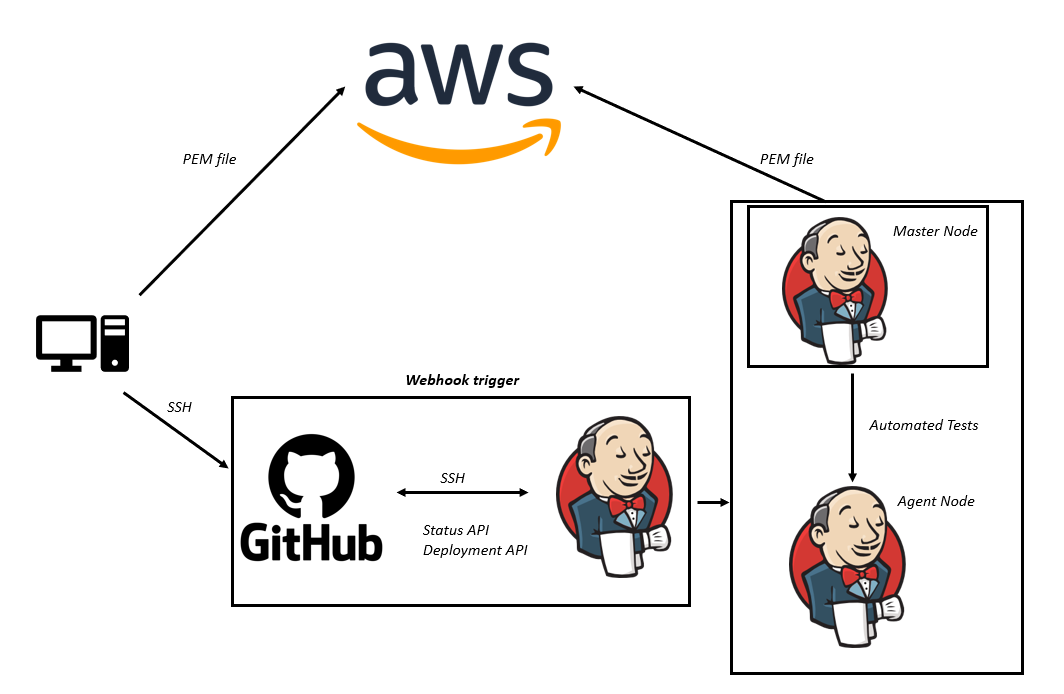 aws
PEM file
PEM file
Master Node
Webhook trigger
SSH
Automated Tests
SSH
Agent Node
GitHub
Status API
Deployment API